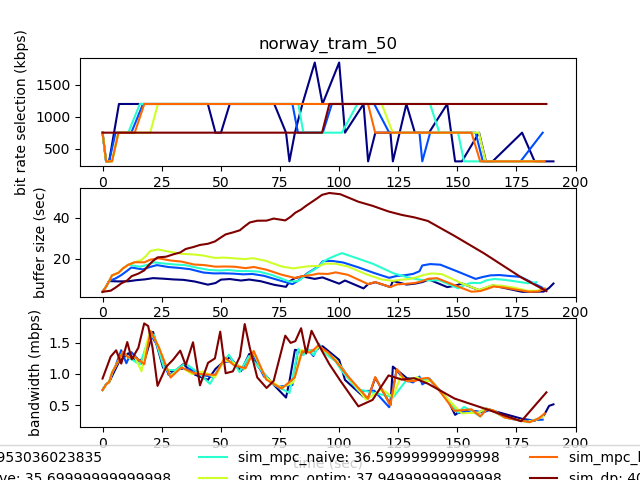 norway_tram_50
bit rate selection (kbps)
1500
1000
500
0 25 50 75 100 125 150 175 200
buffer size (sec)
40
20
0 25 50 75 100 125 150 175 200
bandwidth (mbps)
1.5
1.0
0.5
0 25 50 75 100 125 150 175 200
time (sec)
953036023835 sim_mpc_naive: 36.59999999999998 sim_mpc_
ve: 35.69999999999998 sim_mpc_optim: 37.94999999999998 sim_dp: 40